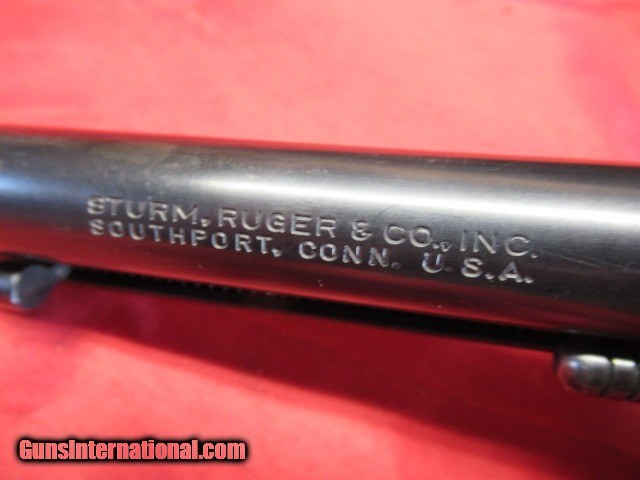 STURM, RUGER & CO., INC.
SOUTHPORT, CONN. U.S.A.
GunsInternational.com